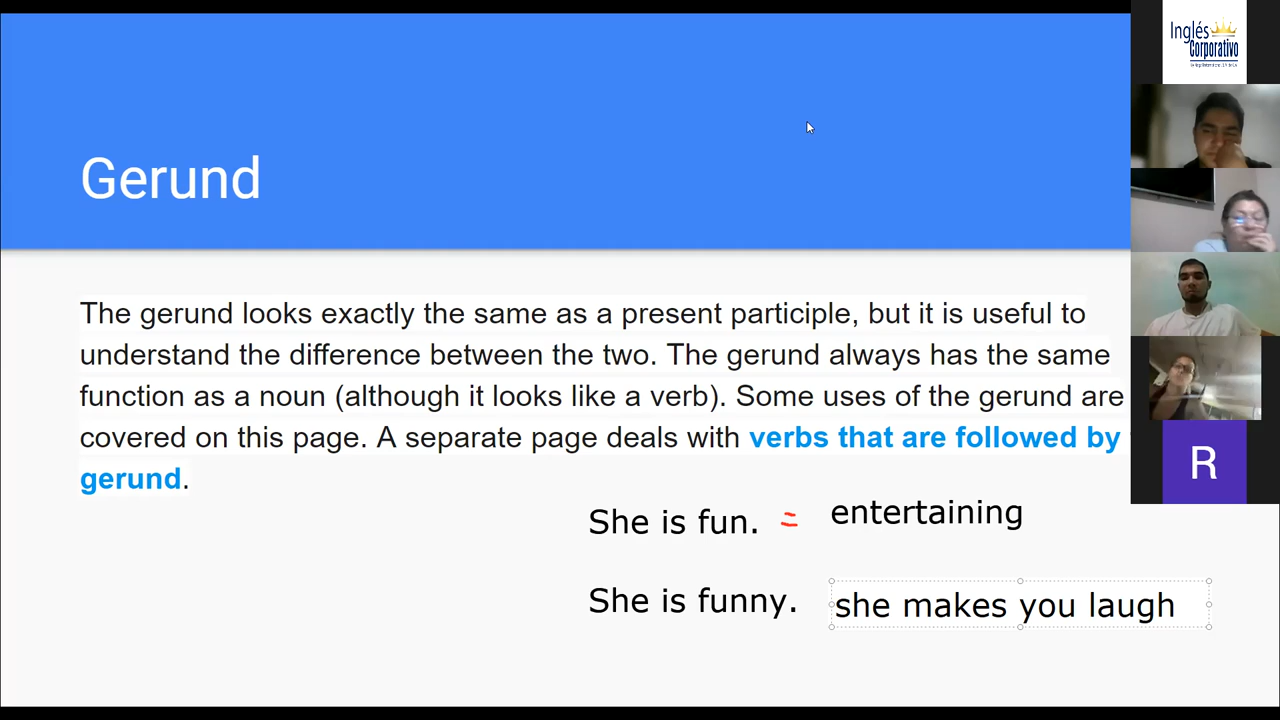 Inglés
Corporativo
Gerund
The gerund looks exactly the same as a present participle, but it is useful to
understand the difference between the two. The gerund always has the same
function as a noun (although it looks like a verb). Some uses of the gerund are
covered on this page. A separate page deals with verbs that are followed by
gerund.
R
She is fun. = entertaining
She is funny. she makes you laugh